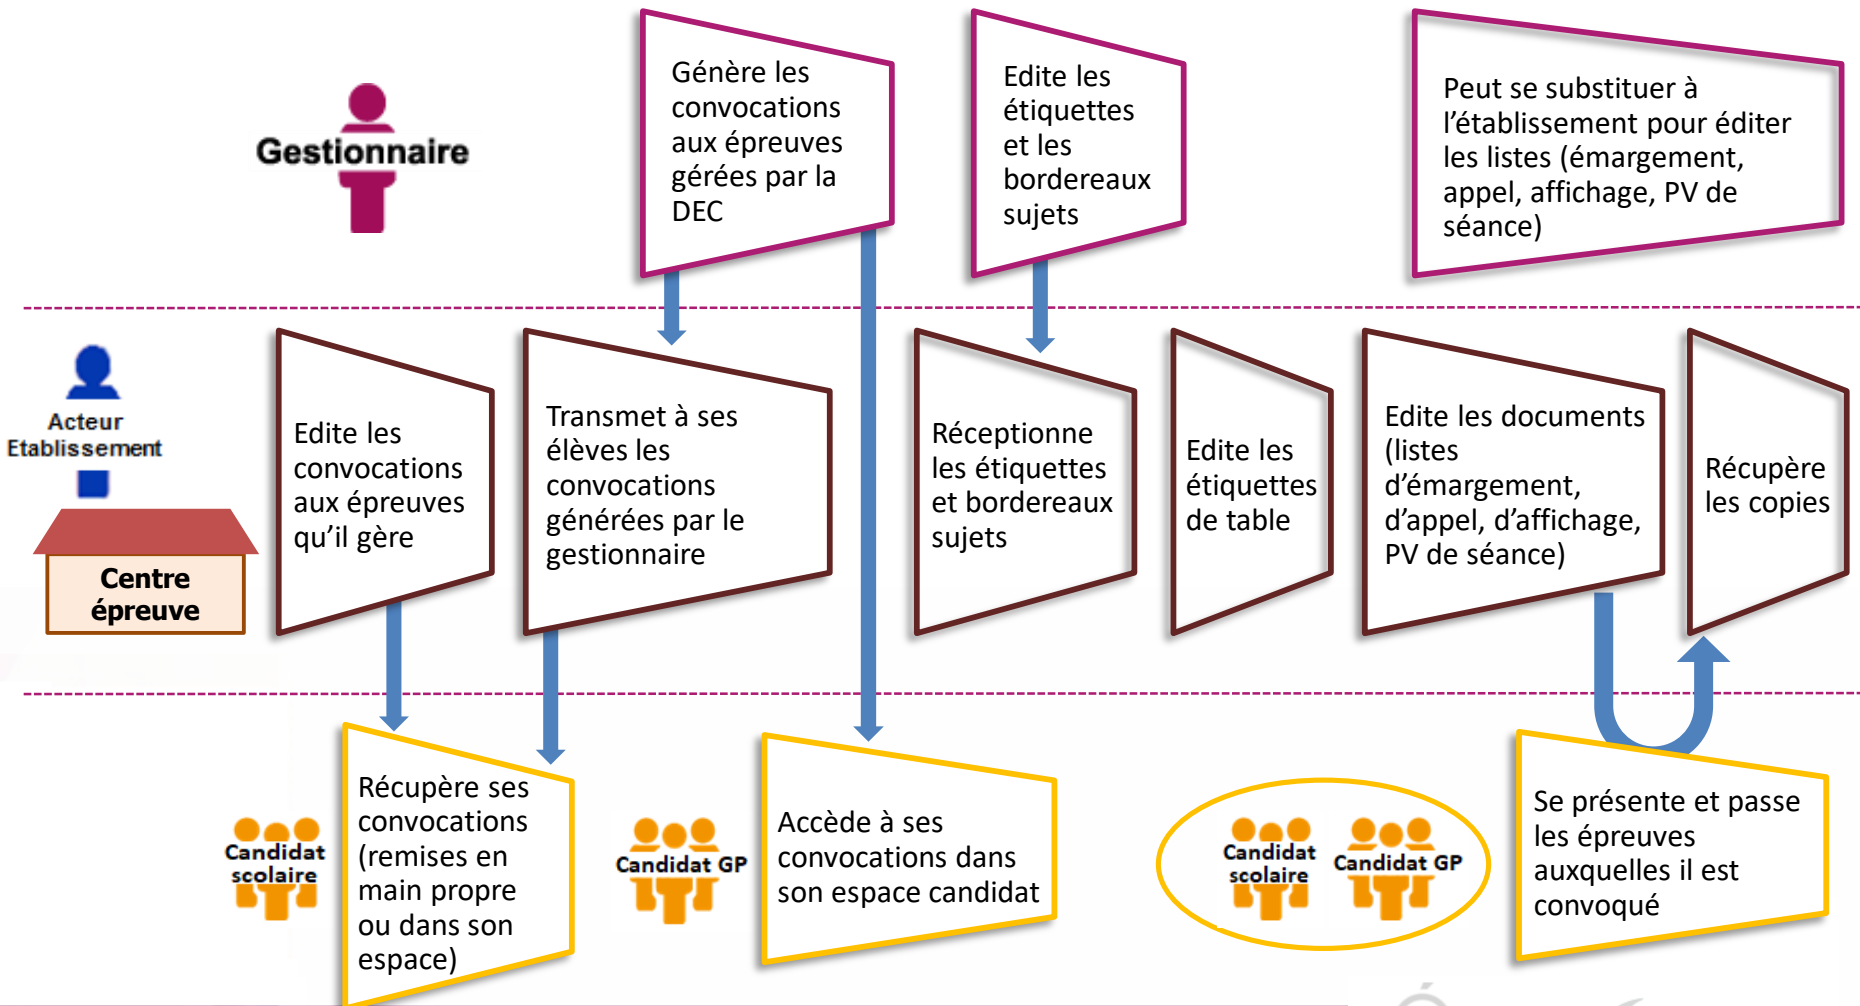 Gestionnaire
Génère les
convocations
aux épreuves
gérées par la
DEC
Edite les
étiquettes
et les
bordereaux
sujets
Peut se substituer à
l’établissement pour éditer
les listes (émargement,
appel, affichage, PV de
séance)
Acteur
Etablissement
Centre
épreuve
Edite les
convocations
aux épreuves
qu’il gère
Transmet à ses
élèves les
convocations
générées par le
gestionnaire
Réceptionne
les étiquettes
et bordereaux
sujets
Edite les
étiquettes
de table
Edite les documents
(listes
d’émargement,
d’appel, d’affichage,
PV de séance)
Récupère
les copies
Candidat
scolaire
Récupère ses
convocations
(remises en
main propre
ou dans son
espace)
Candidat GP
Accède à ses
convocations dans
son espace candidat
Candidat
scolaire
Candidat GP
Se présente et passe
les épreuves
auxquelles il est
convoqué